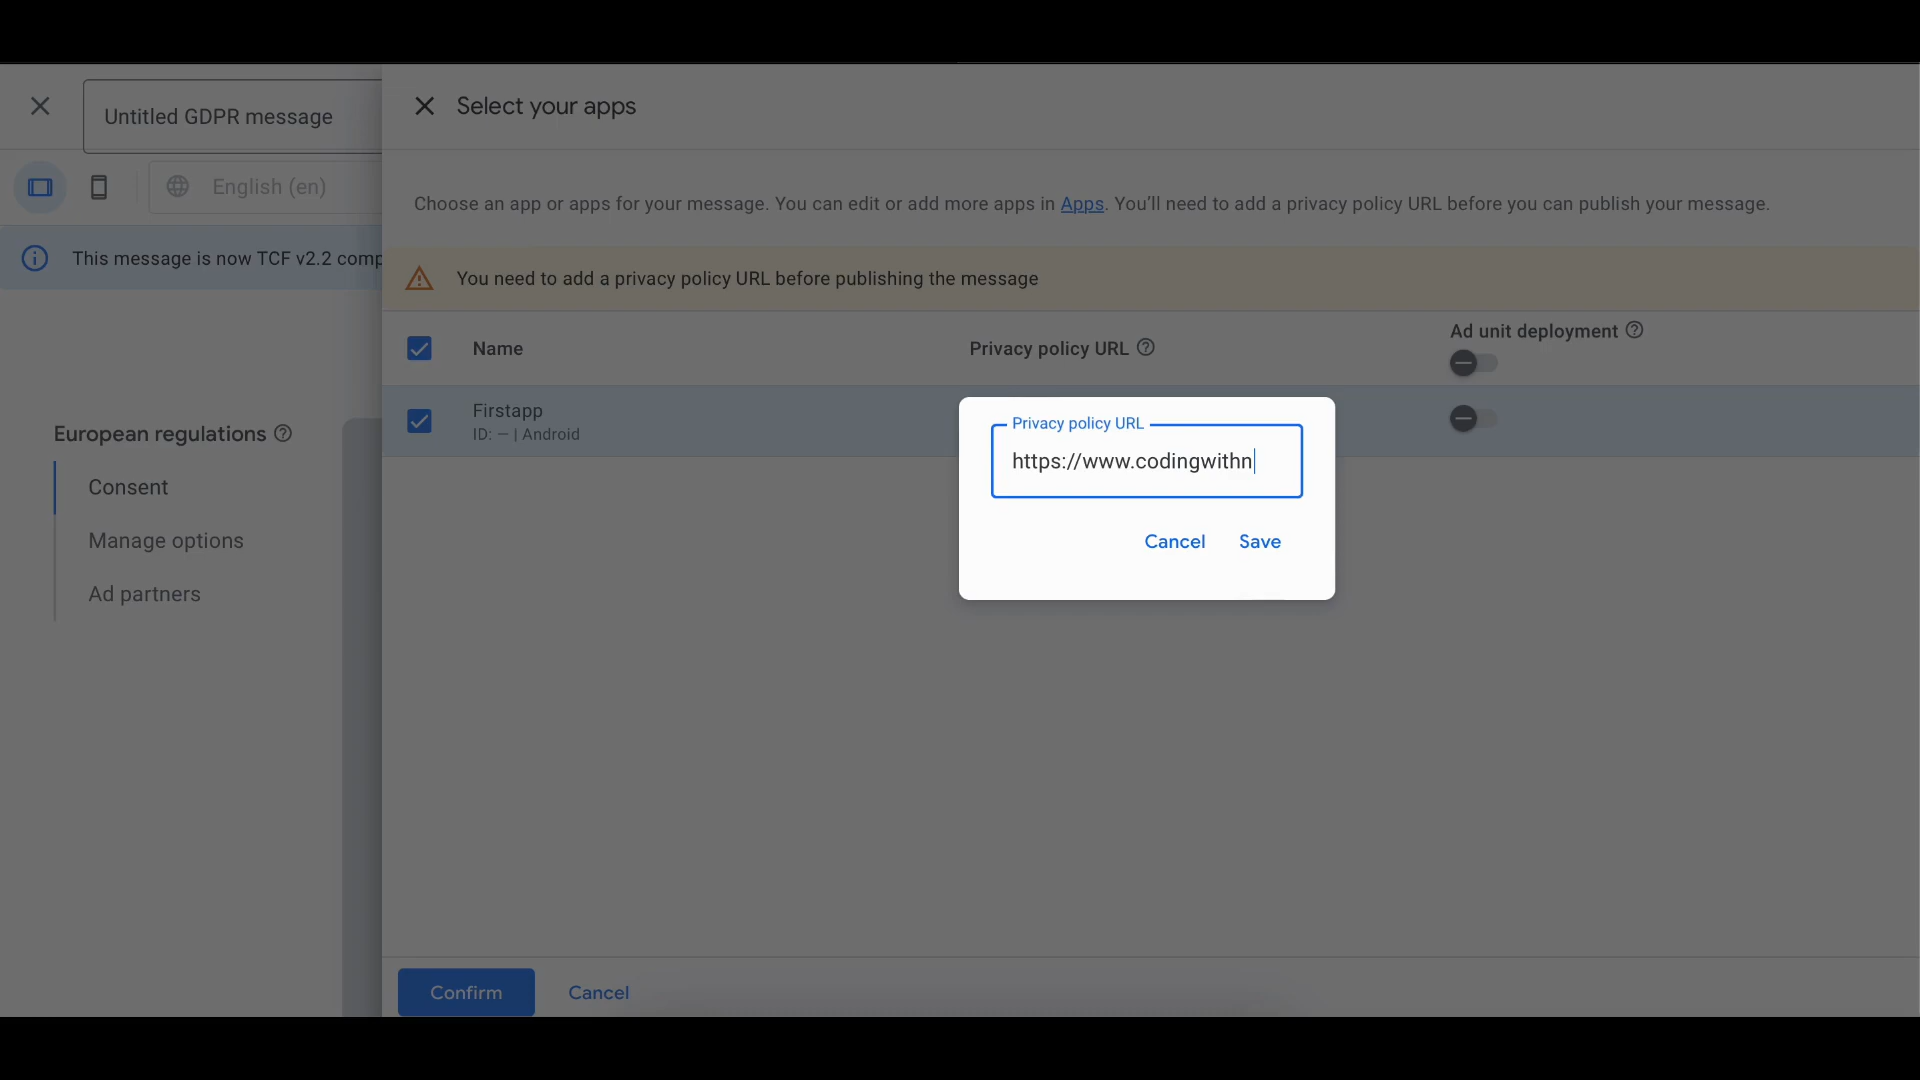 Untitled GDPR message
English (en)
This message is now TCF v2.2 comp
European regulations
Consent
Manage options
Ad partners
Select your apps
Choose an app or apps for your message. You can edit or add more apps in Apps. You'll need to add a privacy policy URL before you can publish your message.
You need to add a privacy policy URL before publishing the message
Name
Privacy policy URL
Ad unit deployment
Firstapp
ID: — | Android
Privacy policy URL
https://www.codingwithn
Cancel
Save
Confirm
Cancel